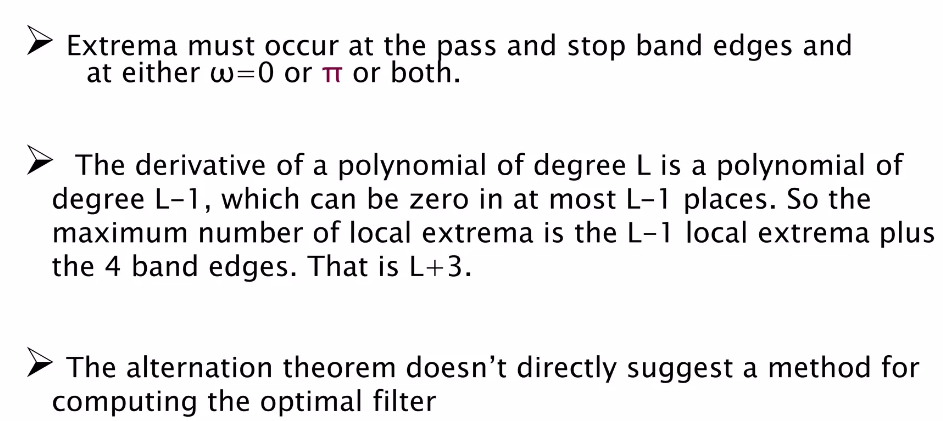 ➢ Extrema must occur at the pass and stop band edges and
at either ω=0 or π or both.
➢ The derivative of a polynomial of degree L is a polynomial of
degree L-1, which can be zero in at most L-1 places. So the
maximum number of local extrema is the L-1 local extrema plus
the 4 band edges. That is L+3.
➢ The alternation theorem doesn't directly suggest a method for
computing the optimal filter